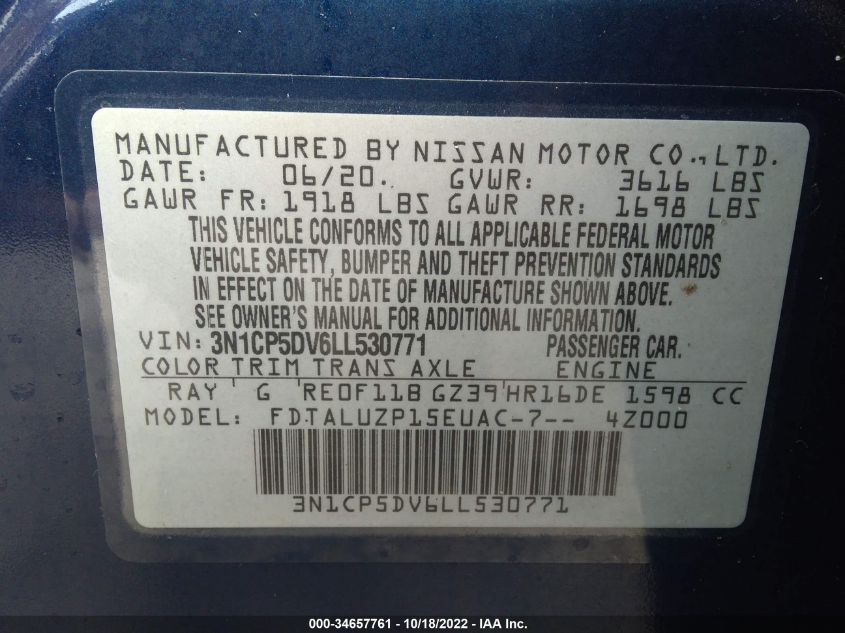 MANUFACTURED BY NISSAN MOTOR CO., LTD.
DATE: 06/20. GVWR: 3616 LBS
GAWR FR: 1918 LBS GAWR RR: 1698 LBS
THIS VEHICLE CONFORMS TO ALL APPLICABLE FEDERAL MOTOR
VEHICLE SAFETY, BUMPER AND THEFT PREVENTION STANDARDS
IN EFFECT ON THE DATE OF MANUFACTURE SHOWN ABOVE.
SEE OWNER'S MANUAL FOR ADDITIONAL INFORMATION.
VIN: 3N1CP5DV6LL530771 PASSENGER CAR.
COLOR TRIM TRANS AXLE ENGINE
RAY ' G ' RE0F11B GZ39 ' HR16DE 1598 CC
MODEL: FDTALUZP15EUAC-7-- 4Z000
3N1CP5DV6LL530771
000-34657761 - 10/18/2022 - IAA Inc.